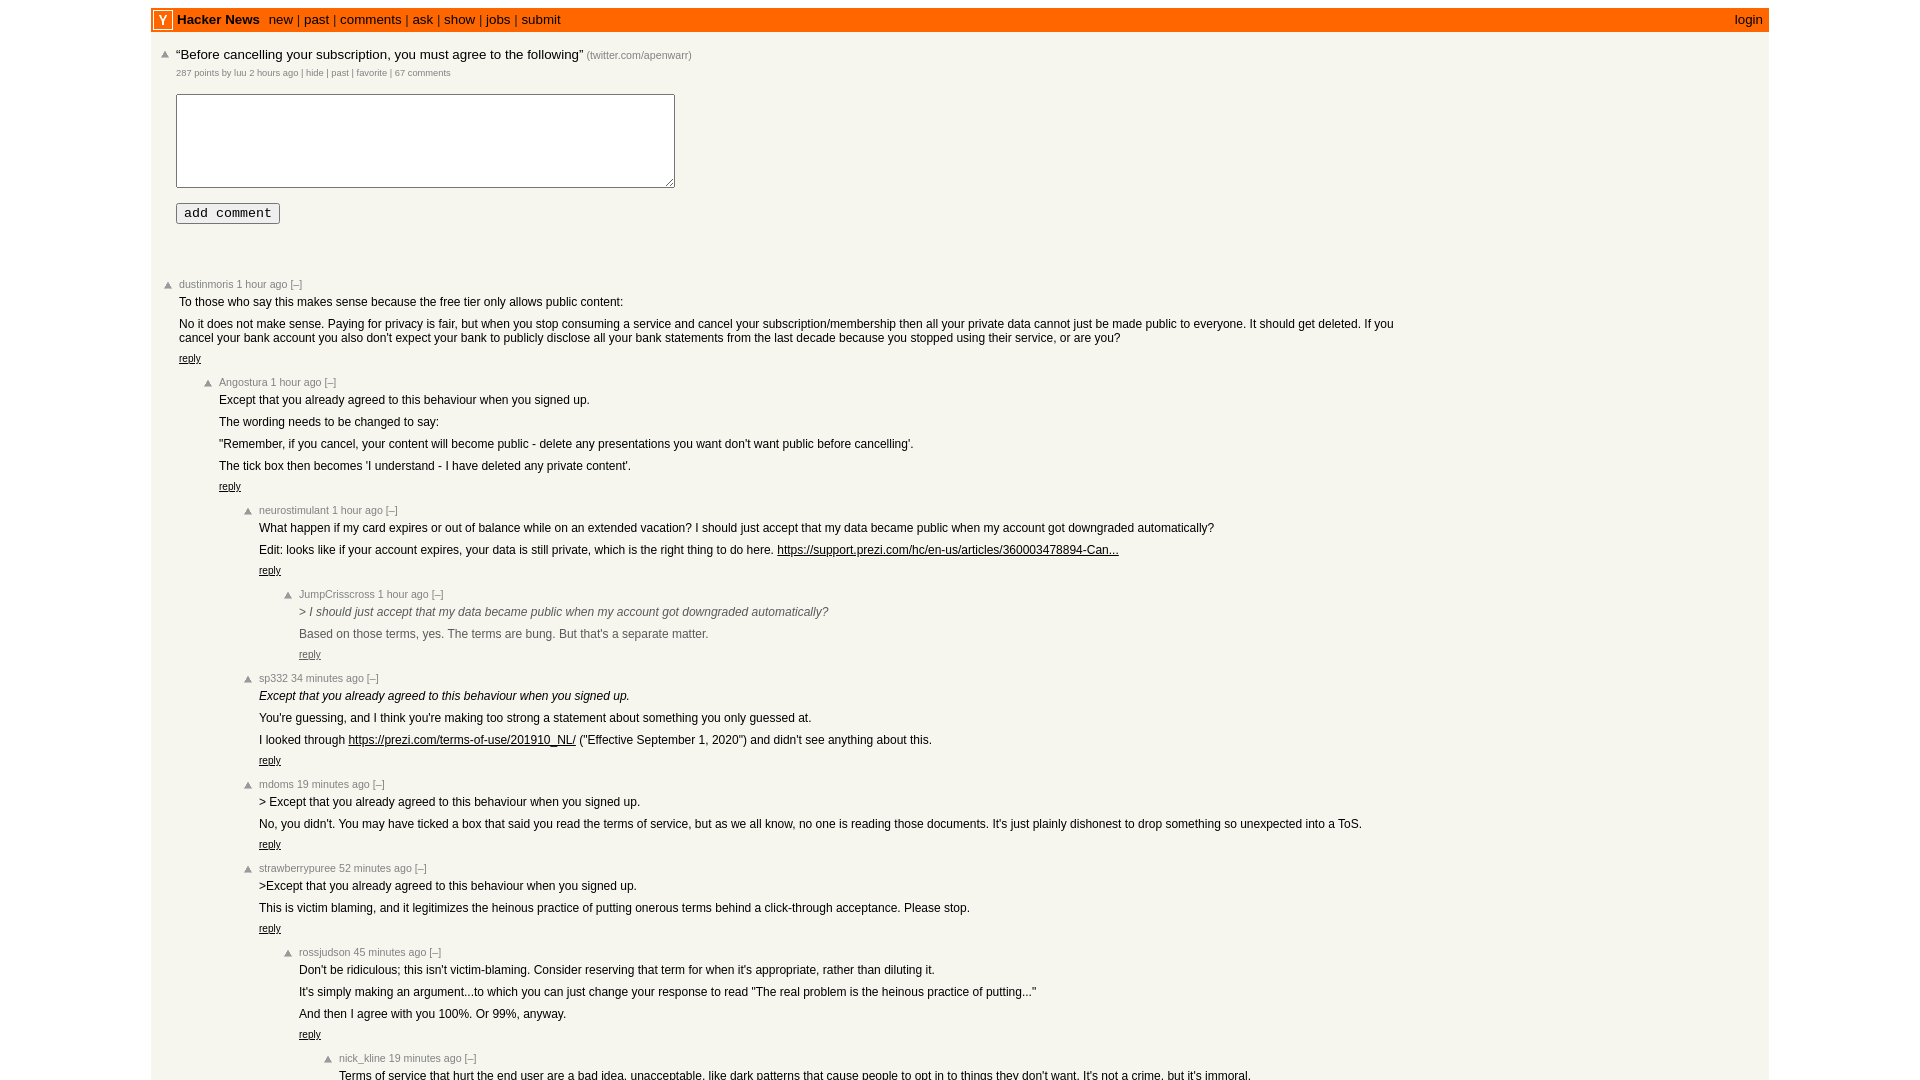 Y Hacker News new | past | comments | ask | show | jobs | submit login
“Before cancelling your subscription, you must agree to the following” (twitter.com/apenwarr)
287 points by luu 2 hours ago | hide | past | favorite | 67 comments
add comment
dustinmoris 1 hour ago [–]
To those who say this makes sense because the free tier only allows public content:
No it does not make sense. Paying for privacy is fair, but when you stop consuming a service and cancel your subscription/membership then all your private data cannot just be made public to everyone. It should get deleted. If you
cancel your bank account you also don't expect your bank to publicly disclose all your bank statements from the last decade because you stopped using their service, or are you?
reply
Angostura 1 hour ago [–]
Except that you already agreed to this behaviour when you signed up.
The wording needs to be changed to say:
"Remember, if you cancel, your content will become public - delete any presentations you want don't want public before cancelling'.
The tick box then becomes 'I understand - I have deleted any private content'.
reply
neurostimulant 1 hour ago [–]
What happen if my card expires or out of balance while on an extended vacation? I should just accept that my data became public when my account got downgraded automatically?
Edit: looks like if your account expires, your data is still private, which is the right thing to do here. https://support.prezi.com/hc/en-us/articles/360003478894-Can...
reply
JumpCrisscross 1 hour ago [–]
> I should just accept that my data became public when my account got downgraded automatically?
Based on those terms, yes. The terms are bung. But that's a separate matter.
reply
sp332 34 minutes ago [–]
Except that you already agreed to this behaviour when you signed up.
You're guessing, and I think you're making too strong a statement about something you only guessed at.
I looked through https://prezi.com/terms-of-use/201910_NL/ ("Effective September 1, 2020") and didn't see anything about this.
reply
mdoms 19 minutes ago [–]
> Except that you already agreed to this behaviour when you signed up.
No, you didn't. You may have ticked a box that said you read the terms of service, but as we all know, no one is reading those documents. It's just plainly dishonest to drop something so unexpected into a ToS.
reply
strawberrypuree 52 minutes ago [–]
>Except that you already agreed to this behaviour when you signed up.
This is victim blaming, and it legitimizes the heinous practice of putting onerous terms behind a click-through acceptance. Please stop.
reply
rossjudson 45 minutes ago [–]
Don't be ridiculous; this isn't victim-blaming. Consider reserving that term for when it's appropriate, rather than diluting it.
It's simply making an argument...to which you can just change your response to read "The real problem is the heinous practice of putting..."
And then I agree with you 100%. Or 99%, anyway.
reply
nick_kline 19 minutes ago [–]
Terms of service that hurt the end user are a bad idea, unacceptable, like dark patterns that cause people to opt in to things they don't want. It's not a crime, but it's immoral.